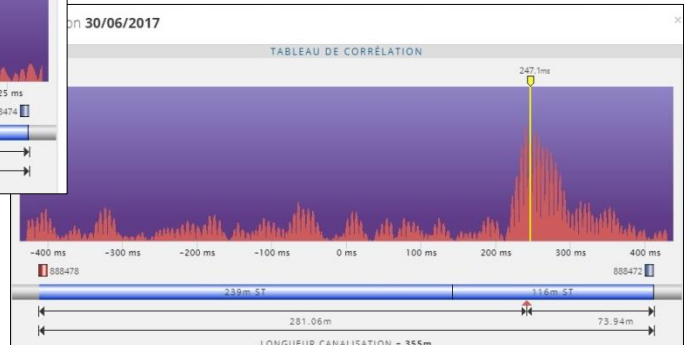 on 30/06/2017
×
TABLEAU DE CORRÉLATION
247.1ms
25 ms
-400 ms -300 ms -200 ms -100 ms 0 ms 100 ms 200 ms 300 ms 400 ms
888478 888472
239m ST 116m ST
281.06m 73.94m
LONGUEUR CANALISATION = 355m